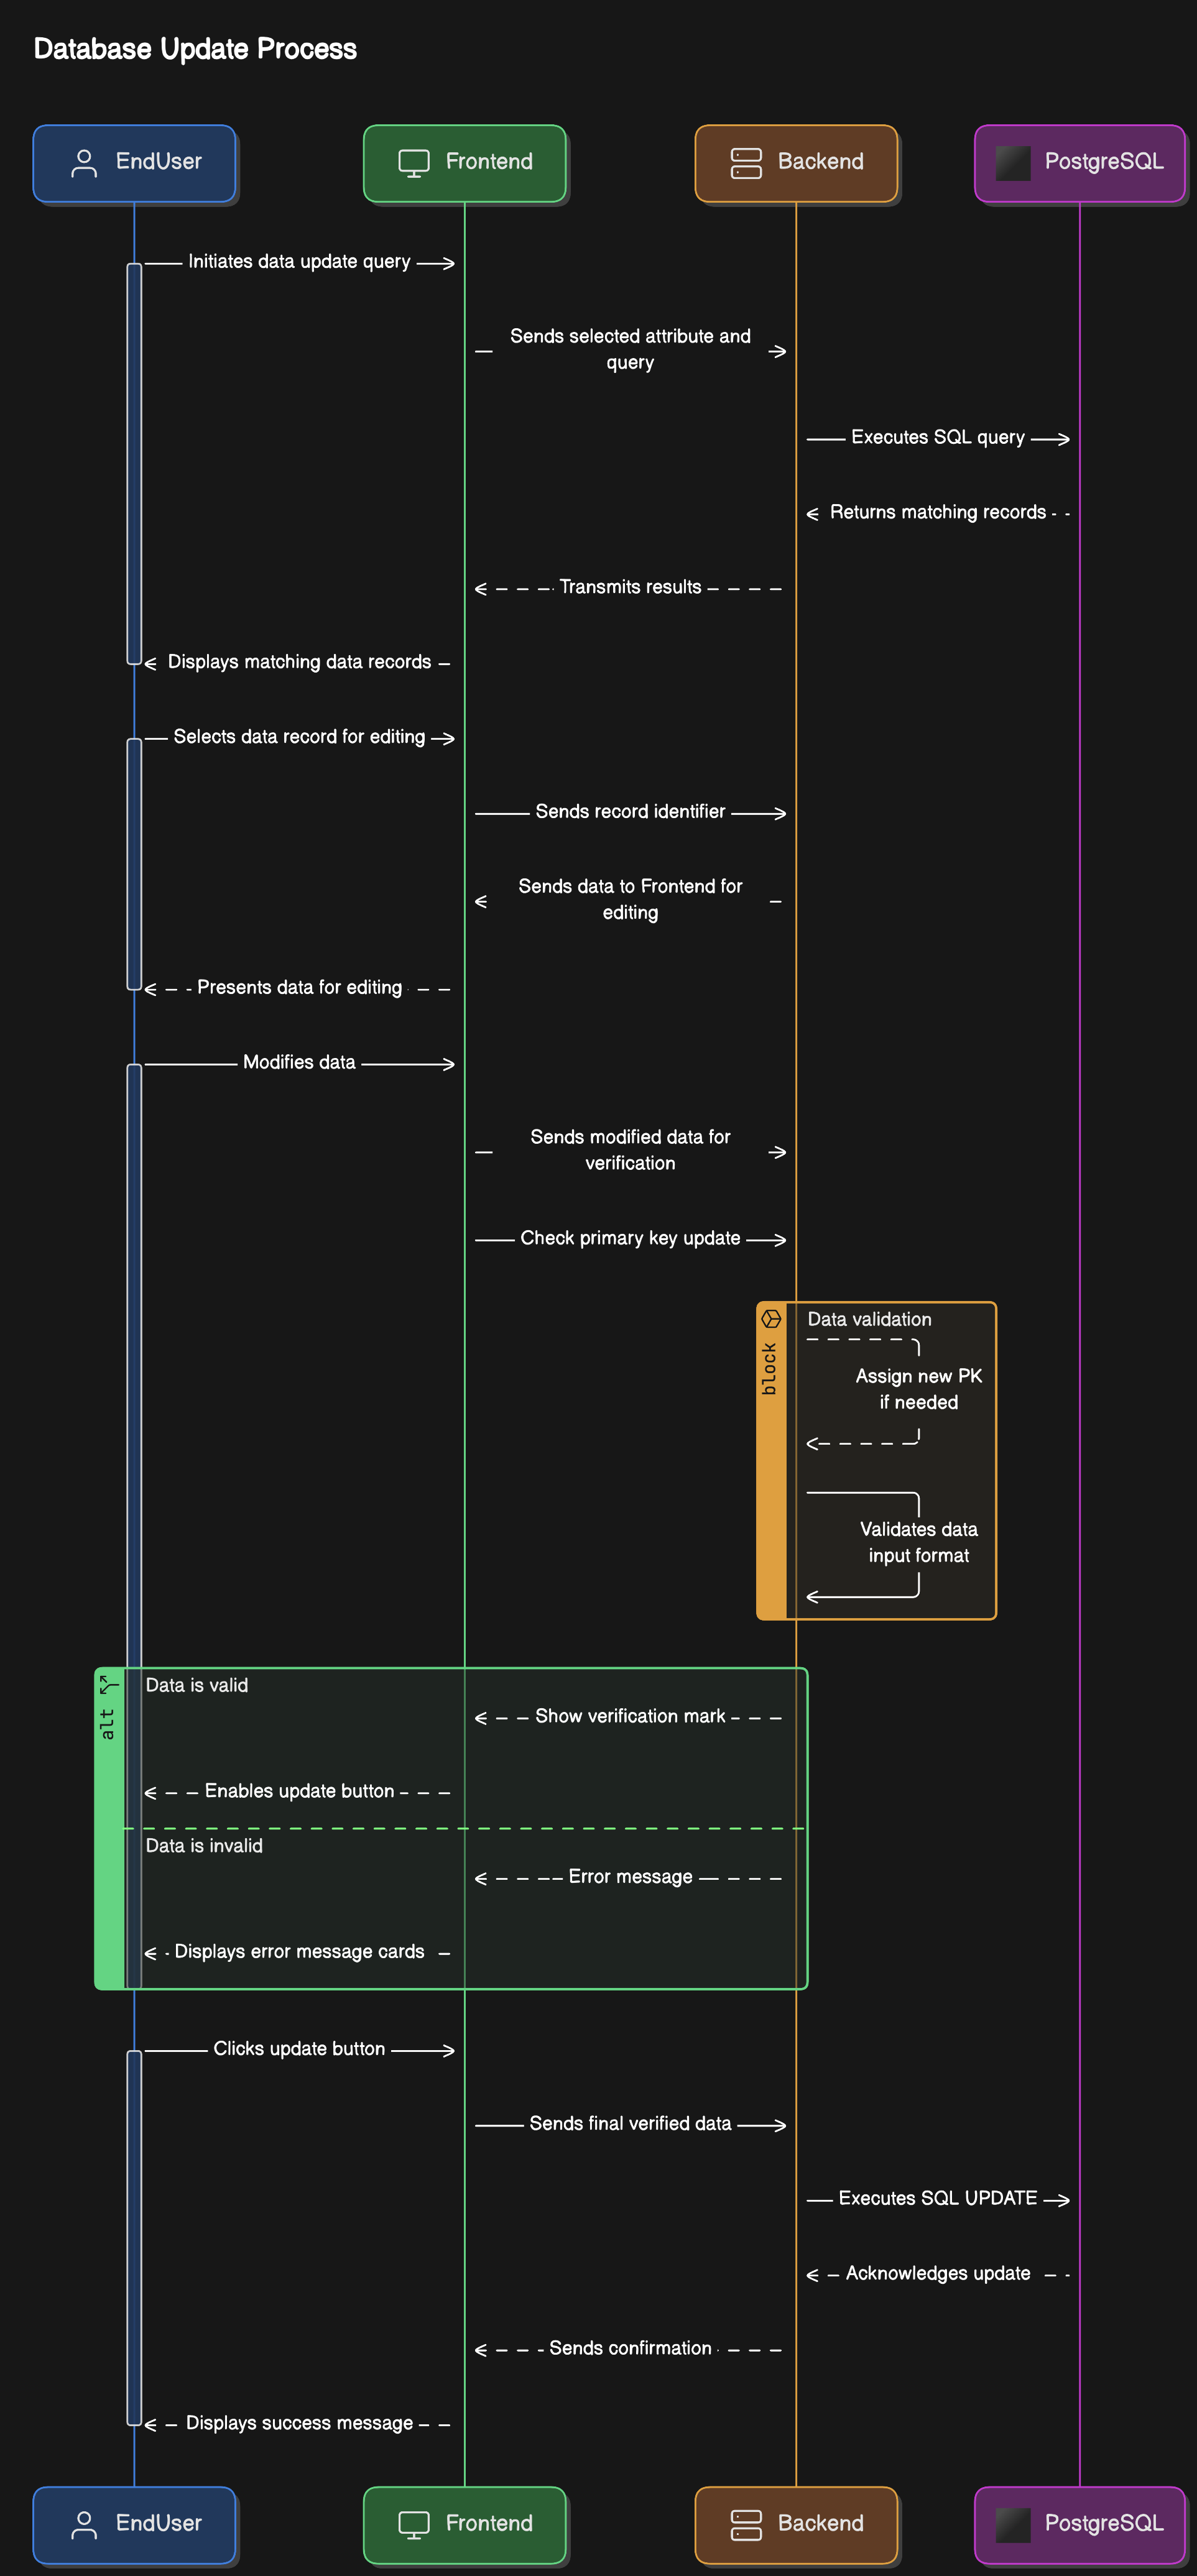 Database Update Process
EndUser
Frontend
Backend
PostgreSQL
Initiates data update query
Sends selected attribute and
query
Executes SQL query
Returns matching records
Transmits results
Displays matching data records
Selects data record for editing
Sends record identifier
Sends data to Frontend for
editing
Presents data for editing
Modifies data
Sends modified data for
verification
Check primary key update
block
Data validation
Assign new PK
if needed
Validates data
input format
alt
Data is valid
Show verification mark
Enables update button
Data is invalid
Error message
Displays error message cards
Clicks update button
Sends final verified data
Executes SQL UPDATE
Acknowledges update
Sends confirmation
Displays success message
EndUser
Frontend
Backend
PostgreSQL